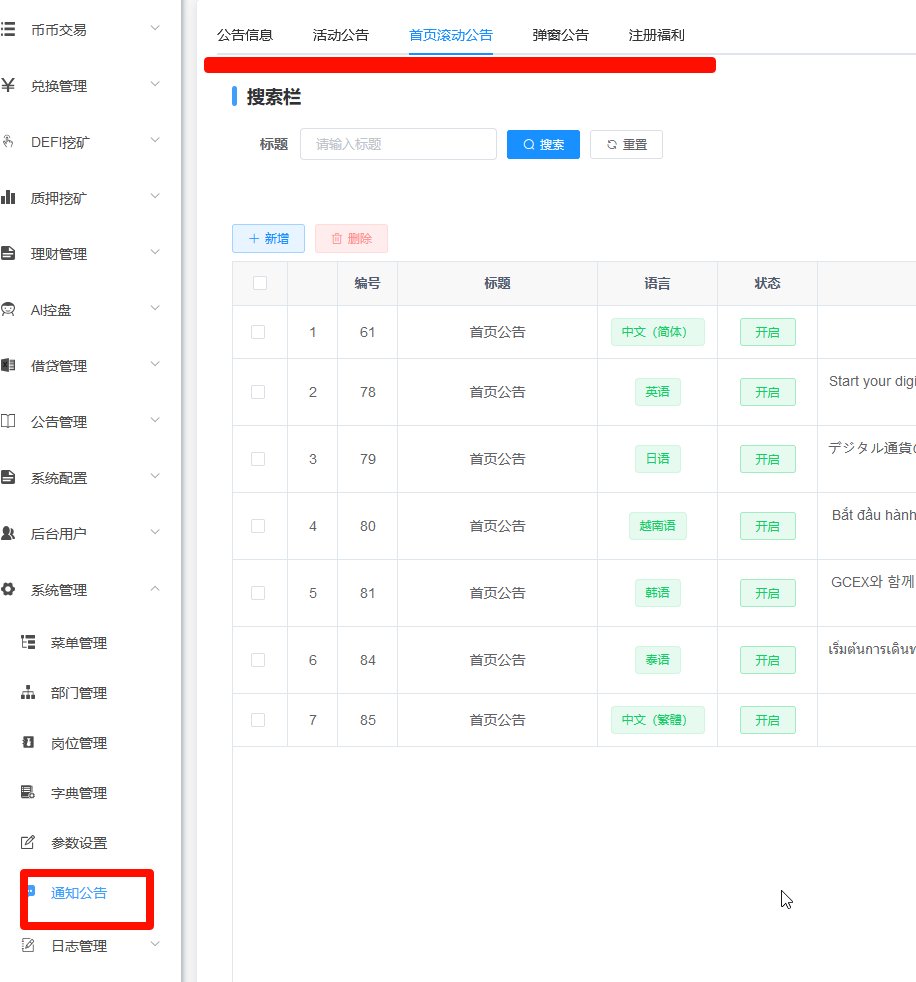 币币交易
兑换管理
DEFI挖矿
质押挖矿
理财管理
AI控盘
借贷管理
公告管理
系统配置
后台用户
系统管理
菜单管理
部门管理
岗位管理
字典管理
参数设置
通知公告
日志管理
公告信息 活动公告 首页滚动公告 弹窗公告 注册福利
搜索栏
标题 请输入标题 搜索 重置
新增 删除
编号 标题 语言 状态
1 61 首页公告 中文（简体） 开启
2 78 首页公告 英语 开启 Start your digi
3 79 首页公告 日语 开启 デジタル通貨の
4 80 首页公告 越南语 开启 Bắt đầu hành
5 81 首页公告 韩语 开启 GCEX와 함께
6 84 首页公告 泰语 开启 เริ่มต้นการเดินท
7 85 首页公告 中文（繁體） 开启